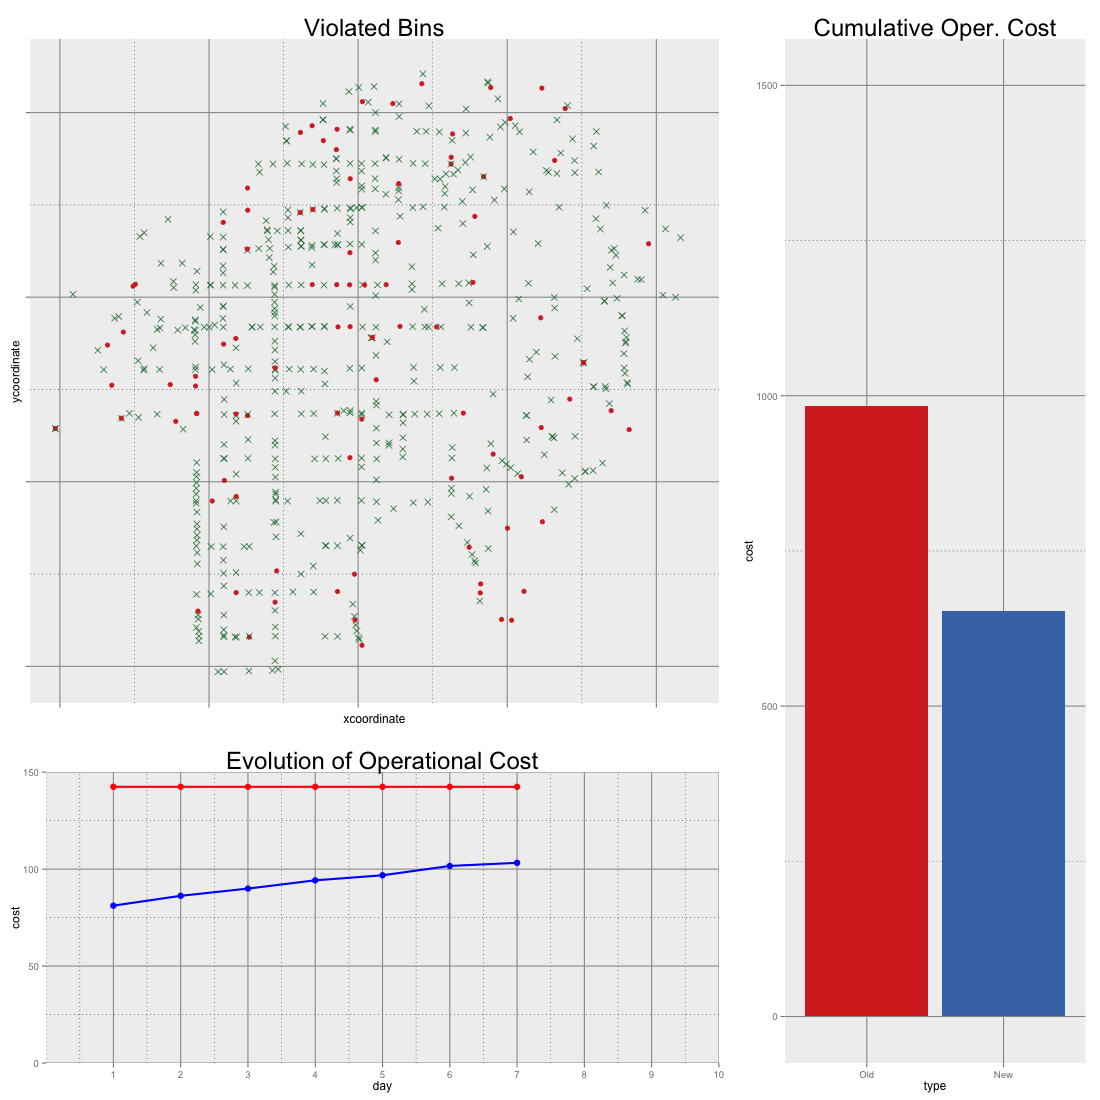 Violated Bins
ycoordinate
xcoordinate
Evolution of Operational Cost
cost
150
100
50
0
1 2 3 4 5 6 7 8 9 10
day
Cumulative Oper. Cost
cost
1500
1000
500
0
Old New
type